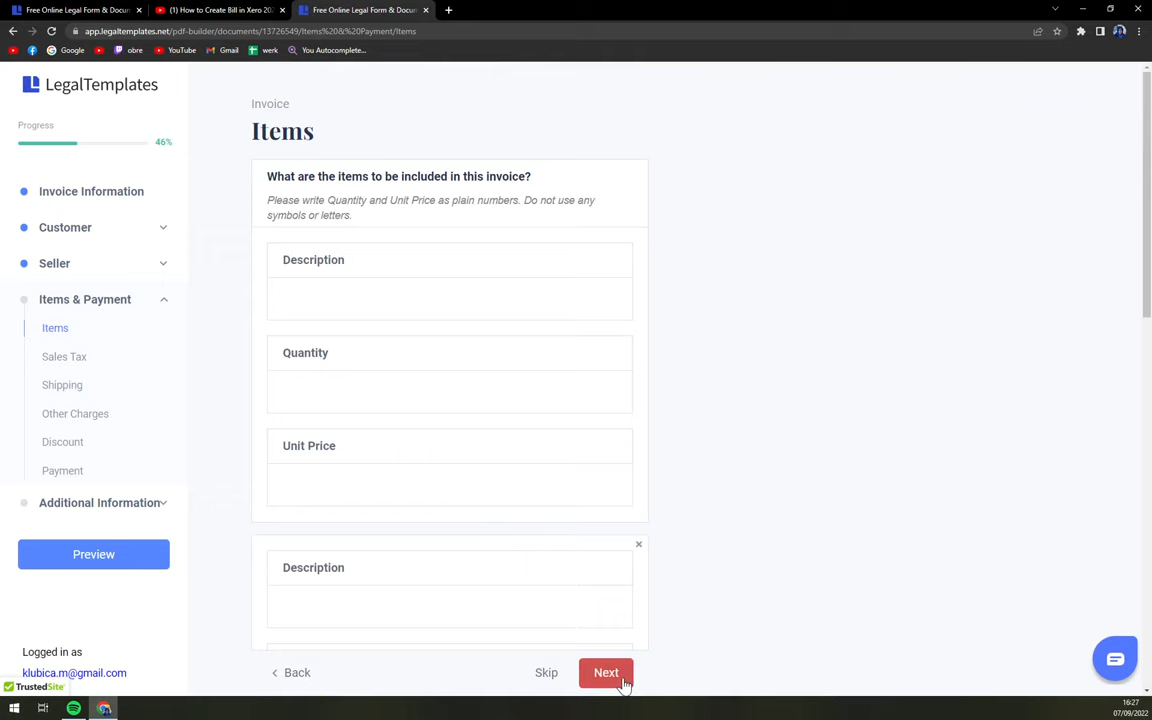 Free Online Legal Form & Docum
(1) How to Create Bill in Xero 202
Free Online Legal Form & Docum
app.legaltemplates.net/pdf-builder/documents/13726549/Items%20&%20Payment/Items
Google
obre
YouTube
Gmail
werk
You Autocomplete...
LegalTemplates
Progress
46%
Invoice Information
Customer
Seller
Items & Payment
Items
Sales Tax
Shipping
Other Charges
Discount
Payment
Additional Information
Preview
Logged in as
klubica.m@gmail.com
TrustedSite
Invoice
Items
What are the items to be included in this invoice?
Please write Quantity and Unit Price as plain numbers. Do not use any
symbols or letters.
Description
Quantity
Unit Price
Description
Back
Skip
Next
16:27
07/09/2022